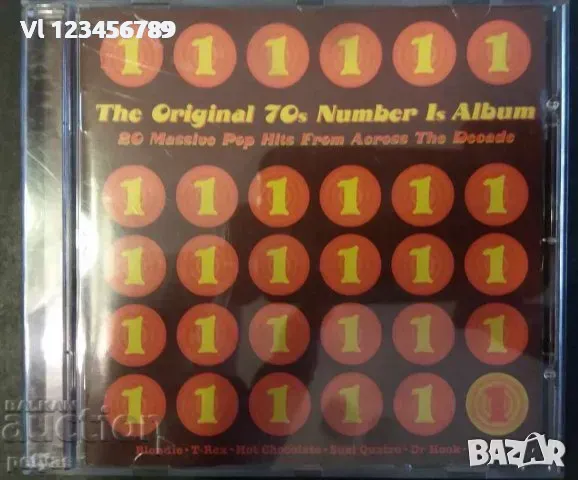 Vl 123456789
1 1 1 1 1 1
The Original 70s Number 1s Album
20 Massive Pop Hits From Across The Decade
1 1 1 1 1 1
1 1 1 1 1 1
1 1 1 1 1 1
1 1 1 1 1 1
Blondie · T-Rex · Hot Chocolate · Suzi Quatro · Dr Hook
БАЛКАН
auction
BAZAR